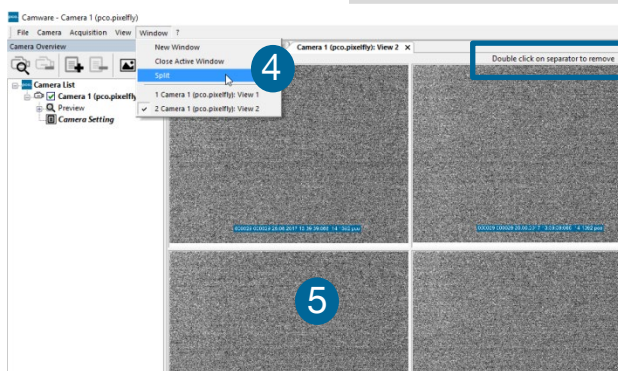 Camware - Camera 1 (pco.pixelfly)
File Camera Acquisition View Window ?
Camera Overview
New Window
Close Active Window
Split
1 Camera 1 (pco.pixelfly): View 1
2 Camera 1 (pco.pixelfly): View 2
4
Camera 1 (pco.pixelfly): View 2 ×
Double click on separator to remove
Camera List
Camera 1 (pco.pixelfly
Preview
Camera Setting
5